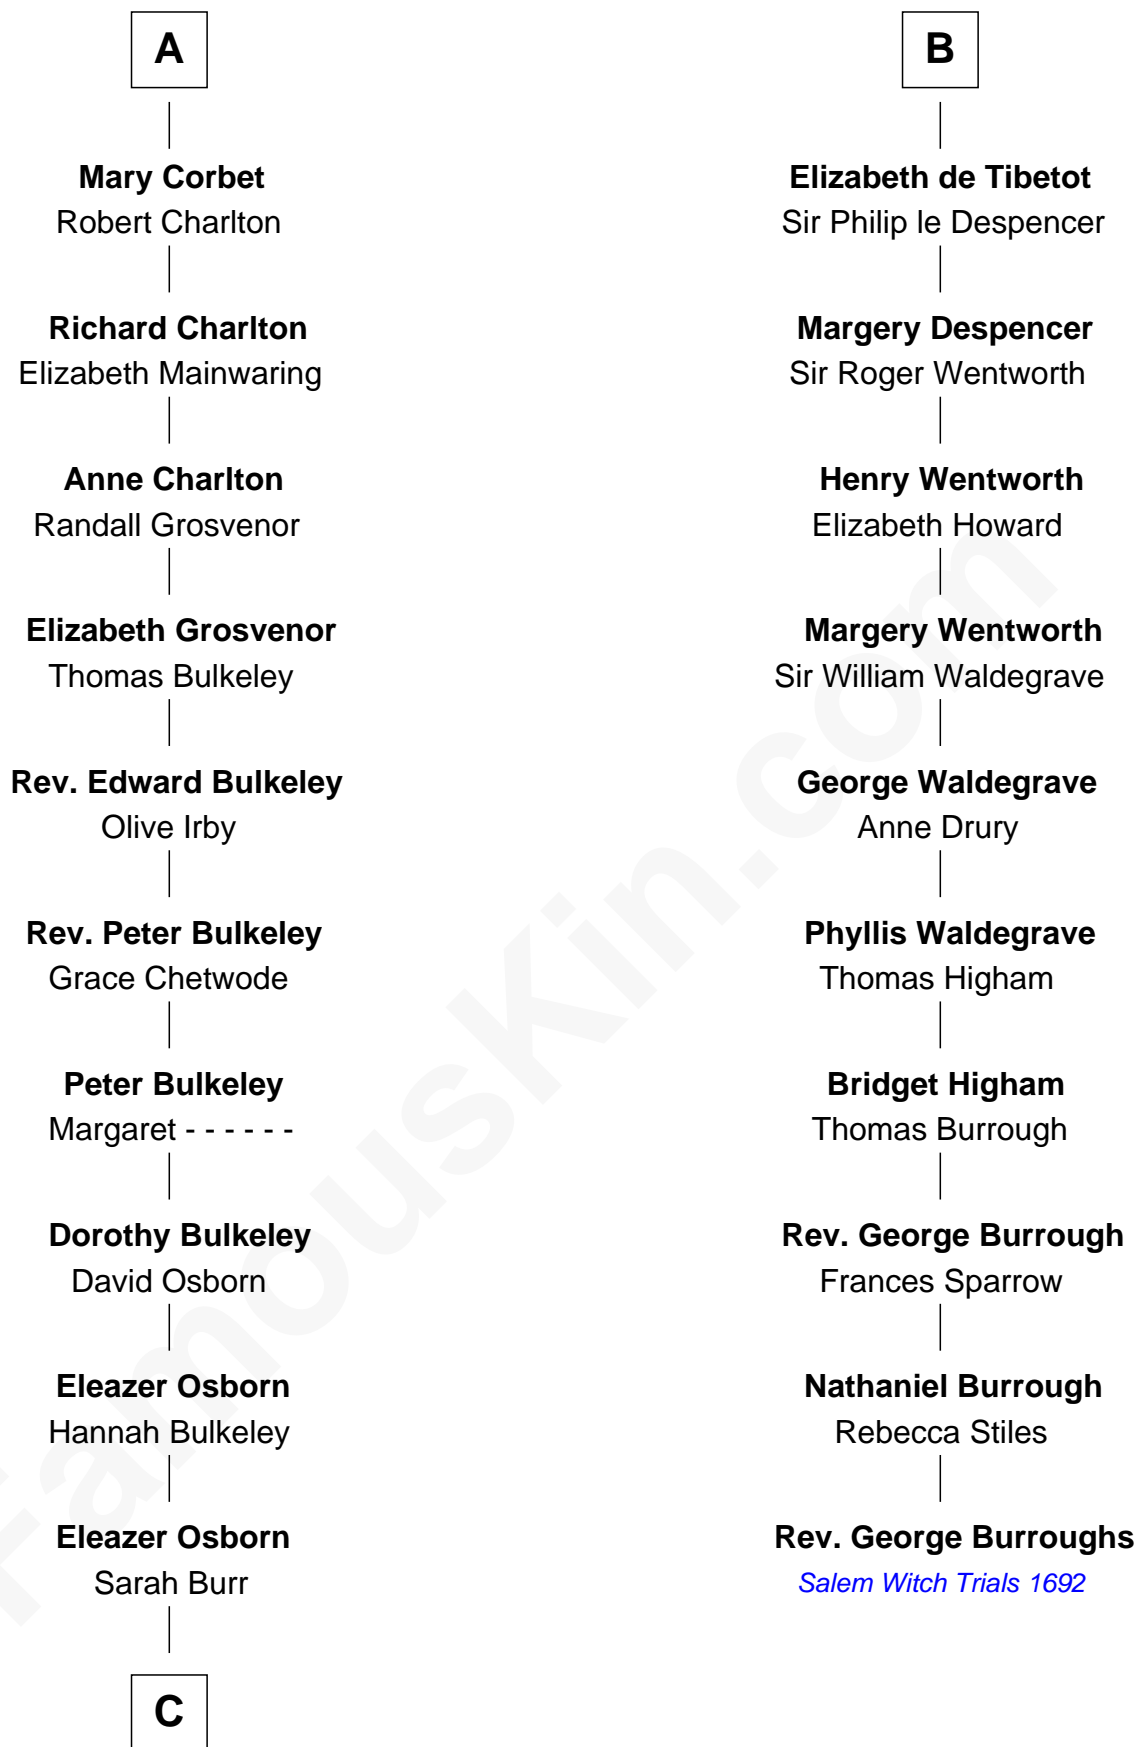 A
Mary Corbet
Robert Charlton
Richard Charlton
Elizabeth Mainwaring
Anne Charlton
Randall Grosvenor
Elizabeth Grosvenor
Thomas Bulkeley
Rev. Edward Bulkeley
Olive Irby
Rev. Peter Bulkeley
Grace Chetwode
Peter Bulkeley
Margaret - - - - - -
Dorothy Bulkeley
David Osborn
Eleazer Osborn
Hannah Bulkeley
Eleazer Osborn
Sarah Burr
C
B
Elizabeth de Tibetot
Sir Philip le Despencer
Margery Despencer
Sir Roger Wentworth
Henry Wentworth
Elizabeth Howard
Margery Wentworth
Sir William Waldegrave
George Waldegrave
Anne Drury
Phyllis Waldegrave
Thomas Higham
Bridget Higham
Thomas Burrough
Rev. George Burrough
Frances Sparrow
Nathaniel Burrough
Rebecca Stiles
Rev. George Burroughs
Salem Witch Trials 1692
FamousKin.com